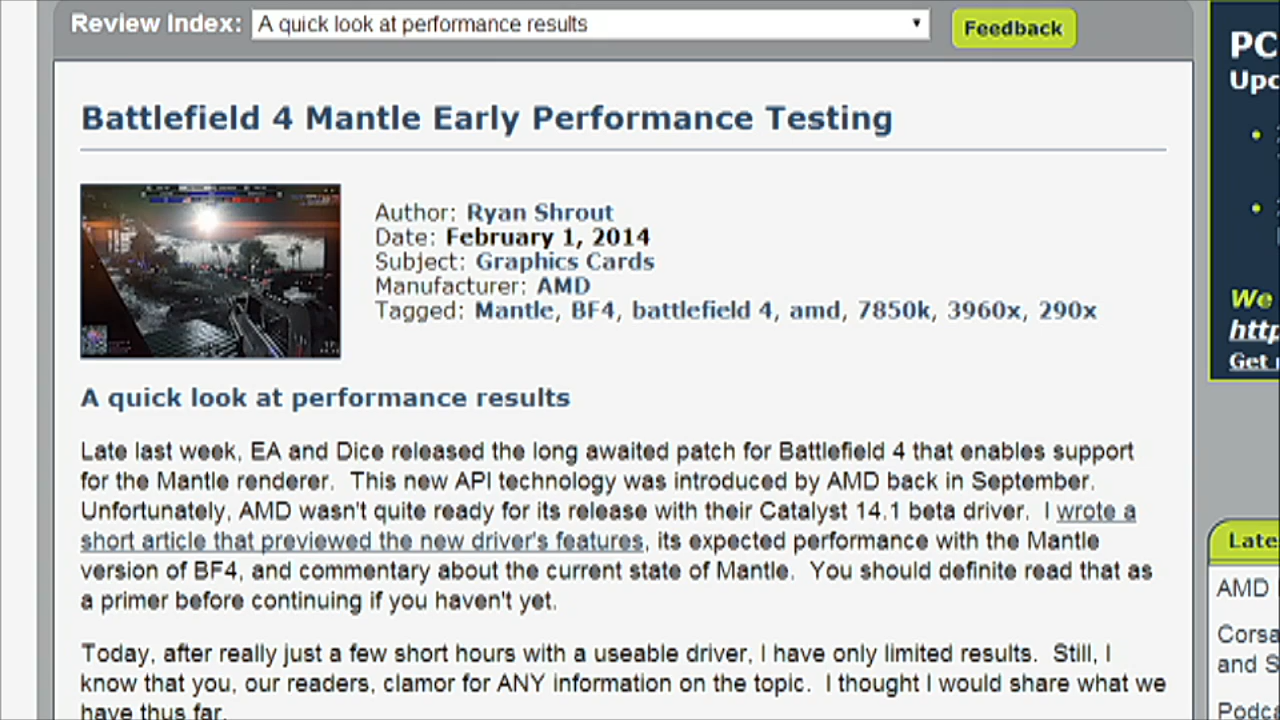 Review Index: A quick look at performance results Feedback
Battlefield 4 Mantle Early Performance Testing
Author: Ryan Shrout
Date: February 1, 2014
Subject: Graphics Cards
Manufacturer: AMD
Tagged: Mantle, BF4, battlefield 4, amd, 7850k, 3960x, 290x
A quick look at performance results
Late last week, EA and Dice released the long awaited patch for Battlefield 4 that enables support
for the Mantle renderer. This new API technology was introduced by AMD back in September.
Unfortunately, AMD wasn't quite ready for its release with their Catalyst 14.1 beta driver. I wrote a
short article that previewed the new driver's features, its expected performance with the Mantle
version of BF4, and commentary about the current state of Mantle. You should definite read that as
a primer before continuing if you haven't yet.
Today, after really just a few short hours with a useable driver, I have only limited results. Still, I
know that you, our readers, clamor for ANY information on the topic. I thought I would share what we
have thus far.
PC
Upc
We
http
Get
Late
AMD
Corsa
and S
Podca